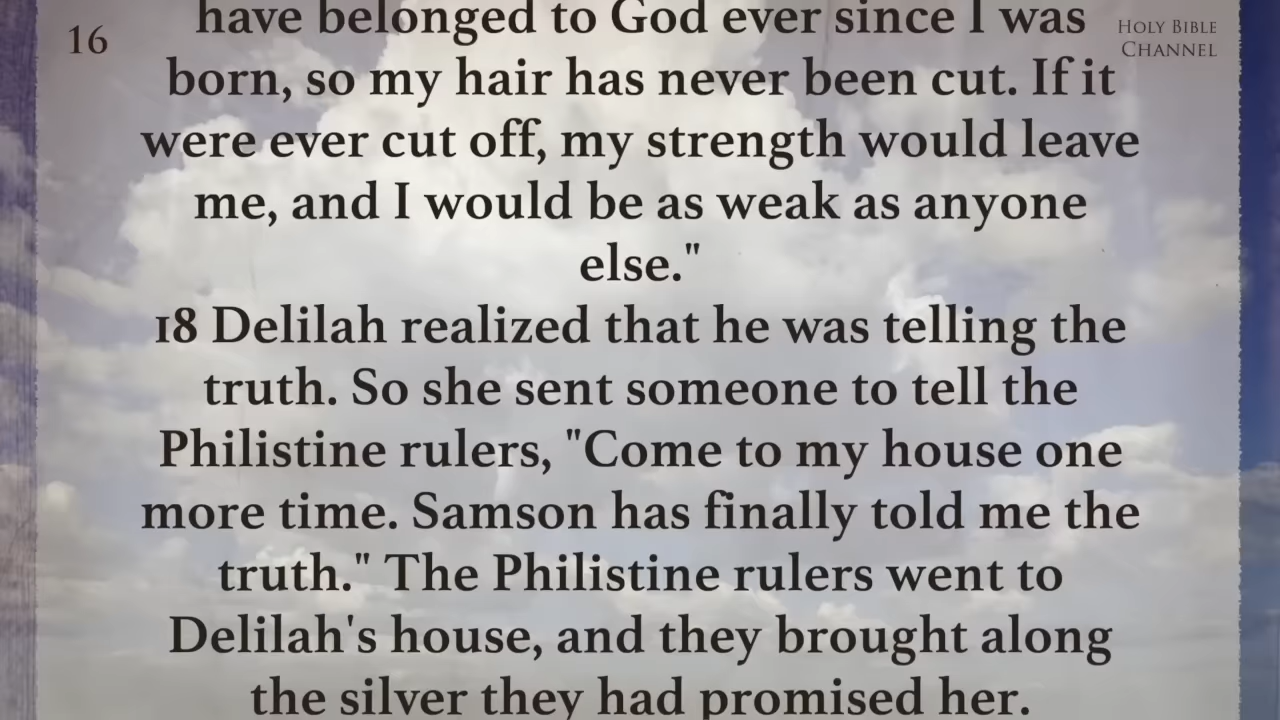 16
HOLY BIBLE
CHANNEL
have belonged to God ever since I was
born, so my hair has never been cut. If it
were ever cut off, my strength would leave
me, and I would be as weak as anyone
else."
18 Delilah realized that he was telling the
truth. So she sent someone to tell the
Philistine rulers, "Come to my house one
more time. Samson has finally told me the
truth." The Philistine rulers went to
Delilah's house, and they brought along
the silver they had promised her.